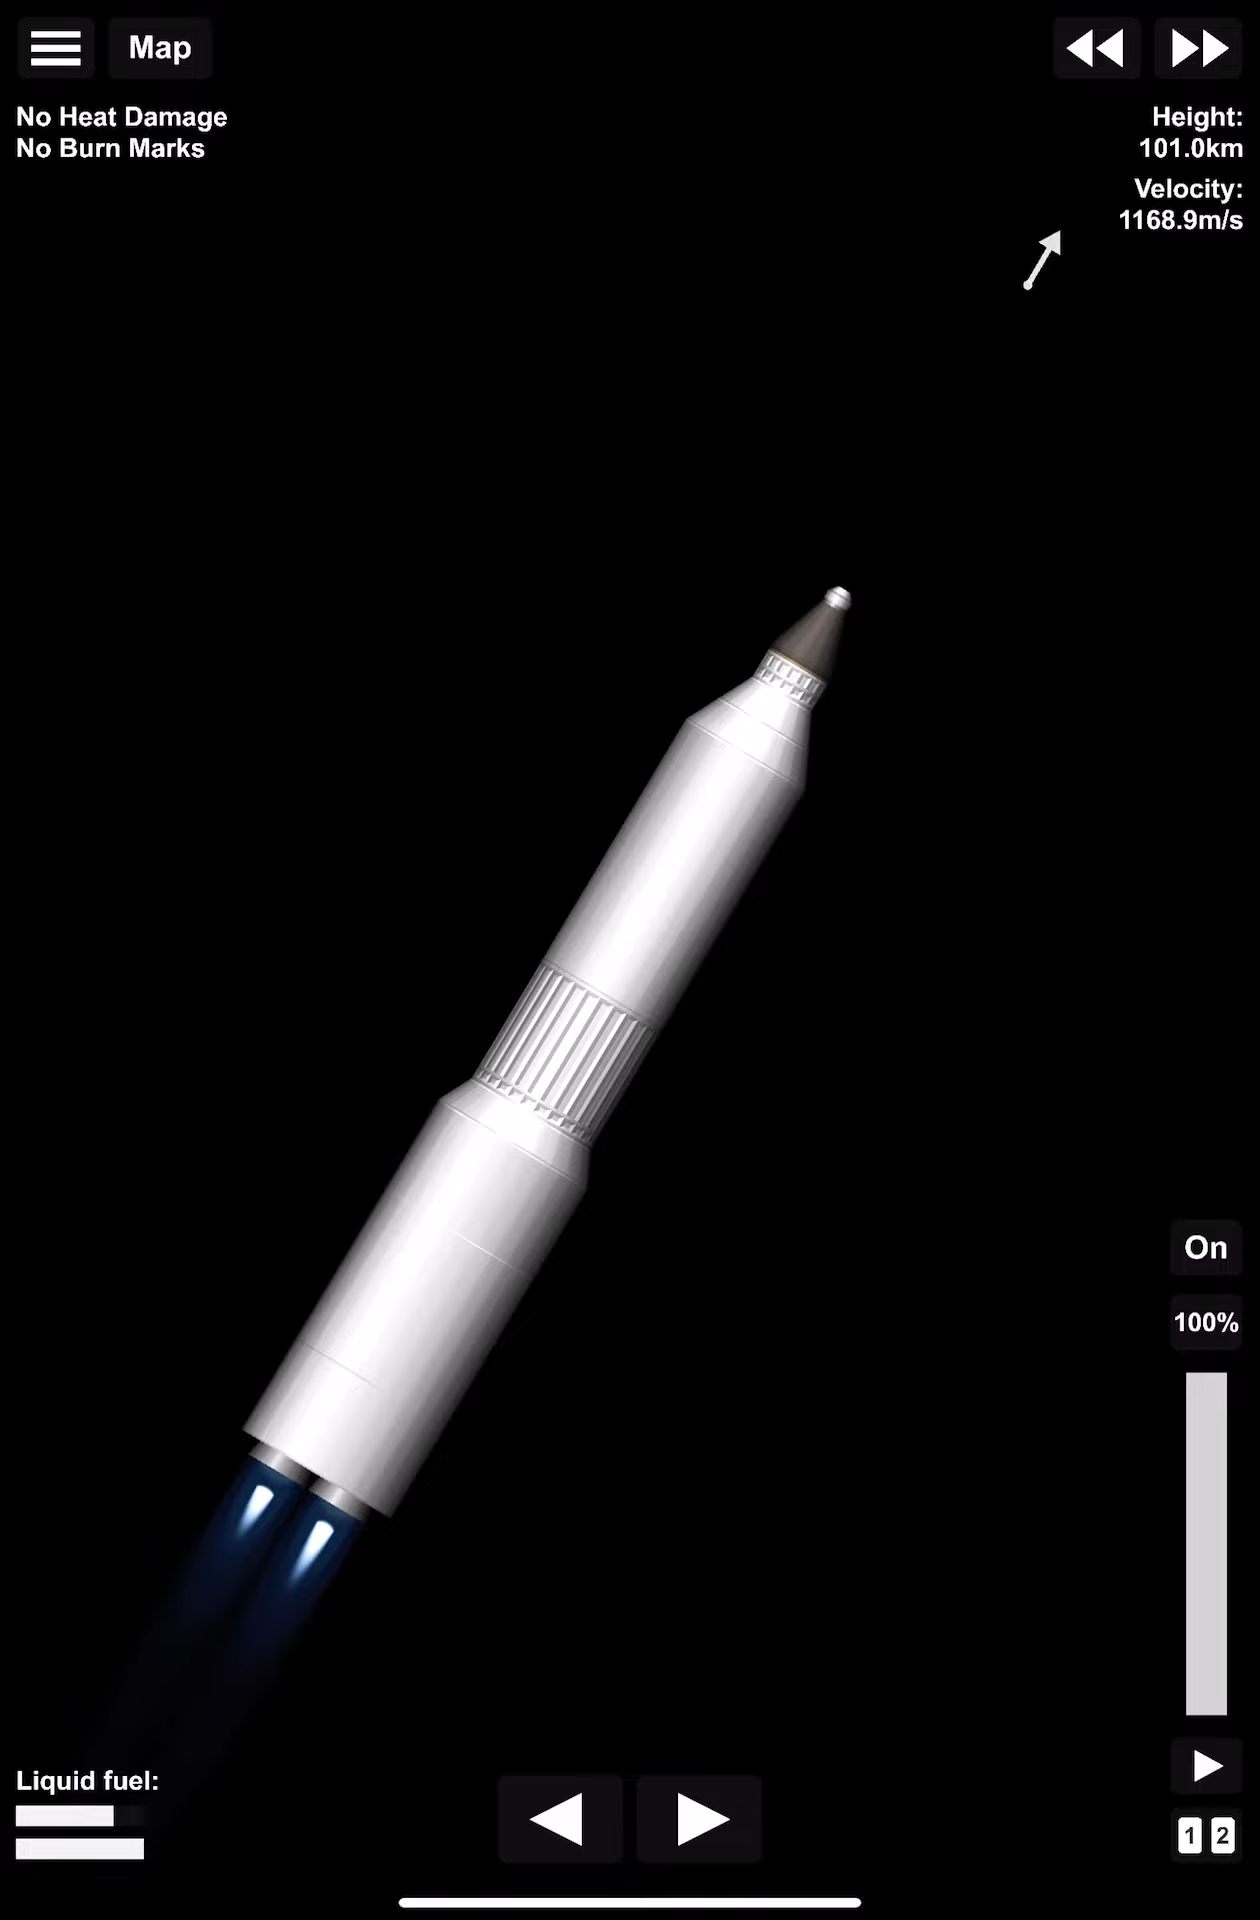 Map
No Heat Damage
No Burn Marks
Height:
101.0km
Velocity:
1168.9m/s
On
100%
Liquid fuel:
1 2